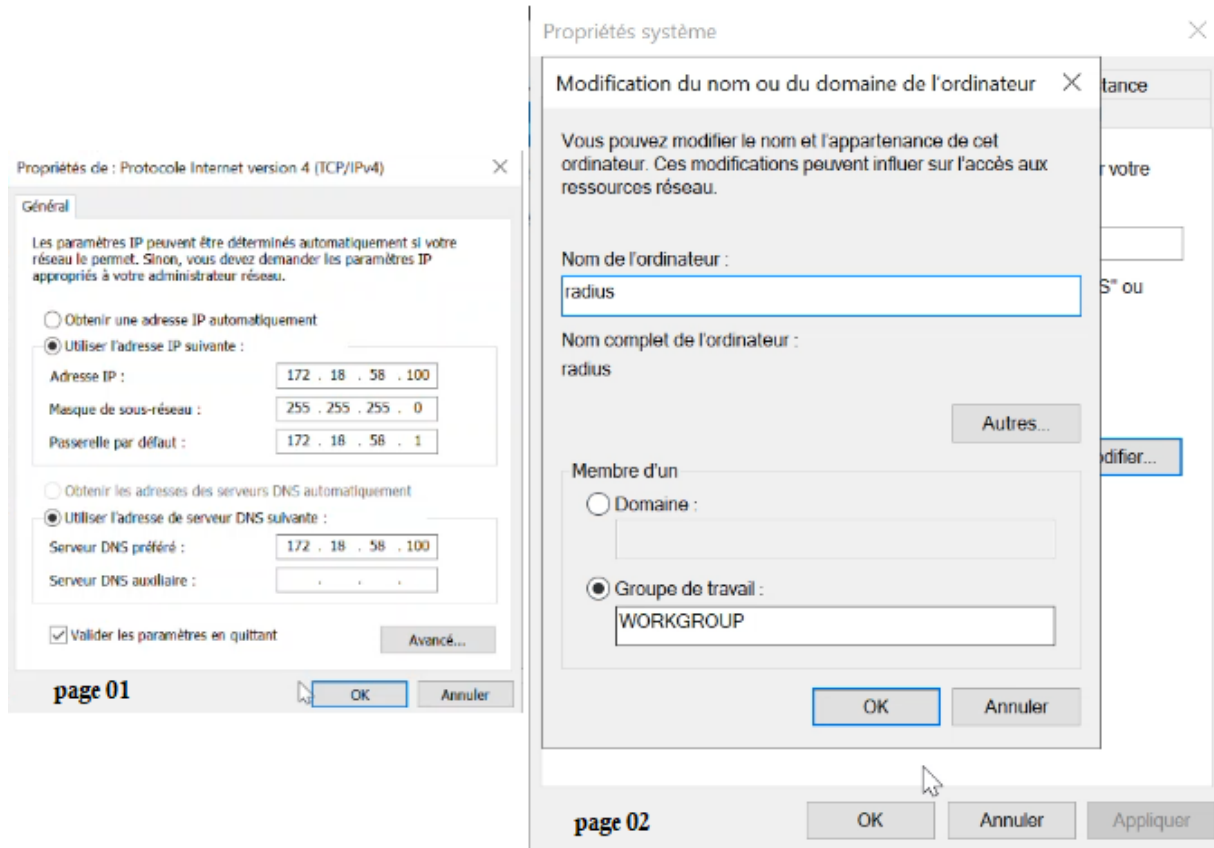 Propriétés de : Protocole Internet version 4 (TCP/IPv4)
Général
Les paramètres IP peuvent être déterminés automatiquement si votre
réseau le permet. Sinon, vous devez demander les paramètres IP
appropriés à votre administrateur réseau.
Obtenir une adresse IP automatiquement
Utiliser l'adresse IP suivante :
Adresse IP : 172 . 18 . 58 . 100
Masque de sous-réseau : 255 . 255 . 255 . 0
Passerelle par défaut : 172 . 18 . 58 . 1
Obtenir les adresses des serveurs DNS automatiquement
Utiliser l'adresse de serveur DNS suivante :
Serveur DNS préféré : 172 . 18 . 58 . 100
Serveur DNS auxiliaire : . . .
Valider les paramètres en quittant
Avancé...
page 01
OK Annuler
Propriétés système
Modification du nom ou du domaine de l'ordinateur
tance
Vous pouvez modifier le nom et l'appartenance de cet
ordinateur. Ces modifications peuvent influer sur l'accès aux
ressources réseau.
r votre
Nom de l'ordinateur :
radius
S" ou
Nom complet de l'ordinateur :
radius
Autres...
odifier...
Membre d'un
Domaine :
Groupe de travail :
WORKGROUP
OK Annuler
page 02
OK Annuler Appliquer